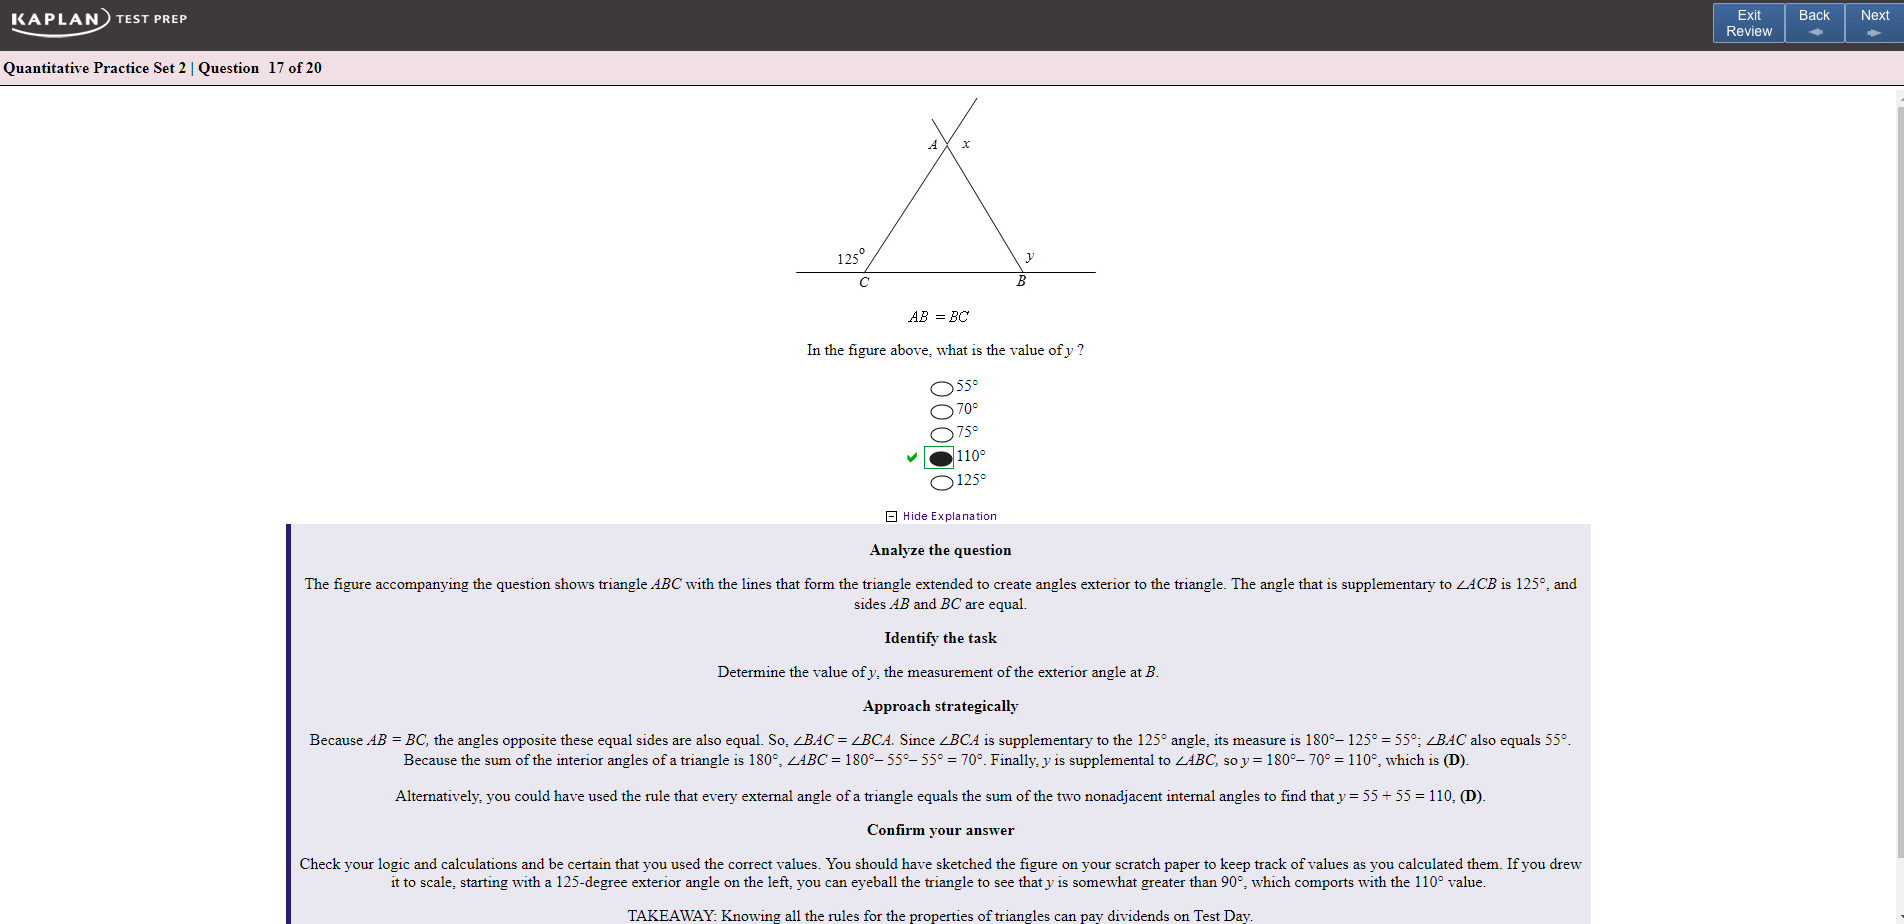 KAPLAN TEST PREP
Exit Review
Back
Next
Quantitative Practice Set 2 | Question 17 of 20
A
x
125°
y
C
B
AB = BC
In the figure above, what is the value of y ?
55°
70°
75°
110°
125°
Hide Explanation
Analyze the question
The figure accompanying the question shows triangle ABC with the lines that form the triangle extended to create angles exterior to the triangle. The angle that is supplementary to ∠ACB is 125°, and
sides AB and BC are equal.
Identify the task
Determine the value of y, the measurement of the exterior angle at B.
Approach strategically
Because AB = BC, the angles opposite these equal sides are also equal. So, ∠BAC = ∠BCA. Since ∠BCA is supplementary to the 125° angle, its measure is 180°– 125° = 55°; ∠BAC also equals 55°.
Because the sum of the interior angles of a triangle is 180°, ∠ABC = 180°– 55°– 55° = 70°. Finally, y is supplemental to ∠ABC, so y = 180°– 70° = 110°, which is (D).
Alternatively, you could have used the rule that every external angle of a triangle equals the sum of the two nonadjacent internal angles to find that y = 55 + 55 = 110, (D).
Confirm your answer
Check your logic and calculations and be certain that you used the correct values. You should have sketched the figure on your scratch paper to keep track of values as you calculated them. If you drew
it to scale, starting with a 125-degree exterior angle on the left, you can eyeball the triangle to see that y is somewhat greater than 90°, which comports with the 110° value.
TAKEAWAY: Knowing all the rules for the properties of triangles can pay dividends on Test Day.